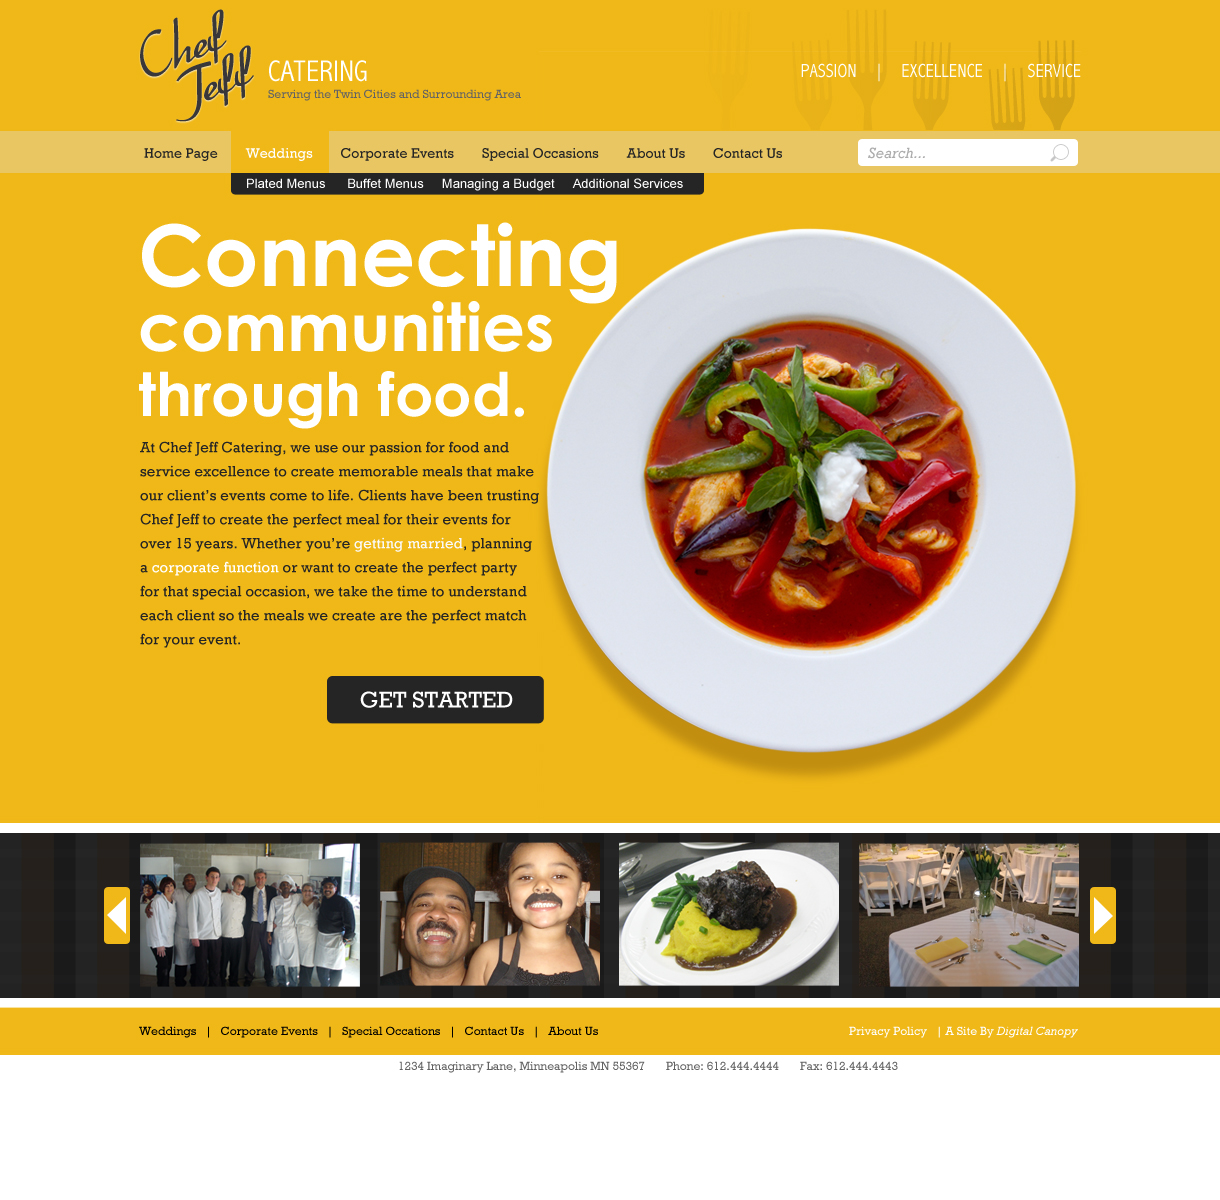 Chef Jeff
CATERING
Serving the Twin Cities and Surrounding Area
PASSION | EXCELLENCE | SERVICE
Home Page Weddings Corporate Events Special Occasions About Us Contact Us Search...
Plated Menus Buffet Menus Managing a Budget Additional Services
Connecting
communities
through food.
At Chef Jeff Catering, we use our passion for food and
service excellence to create memorable meals that make
our client's events come to life. Clients have been trusting
Chef Jeff to create the perfect meal for their events for
over 15 years. Whether you're getting married, planning
a corporate function or want to create the perfect party
for that special occasion, we take the time to understand
each client so the meals we create are the perfect match
for your event.
GET STARTED
Weddings | Corporate Events | Special Occations | Contact Us | About Us
Privacy Policy | A Site By Digital Canopy
1234 Imaginary Lane, Minneapolis MN 55367 Phone: 612.444.4444 Fax: 612.444.4443